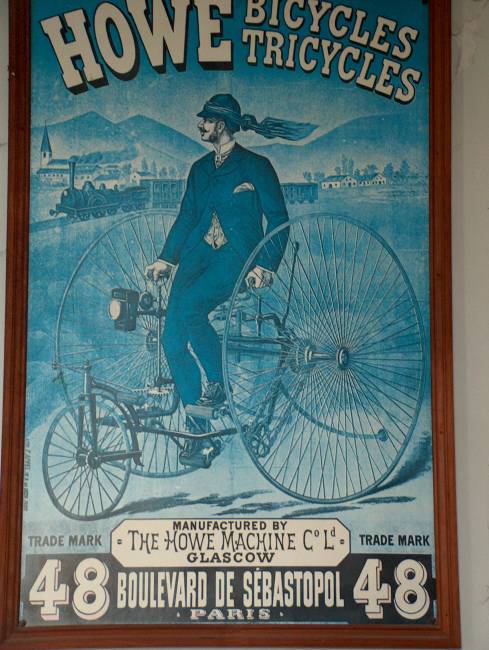 HOWE BICYCLES
TRICYCLES
TRADE MARK
MANUFACTURED BY
THE HOWE MACHINE Co Ld
GLASCOW
TRADE MARK
48 BOULEVARD DE SÉBASTOPOL 48
PARIS